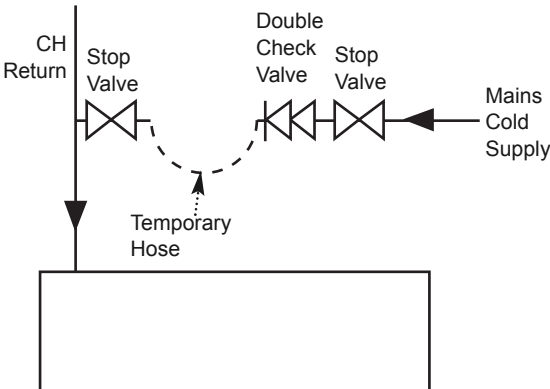 CH
Return
Stop
Valve
Double
Check
Valve
Stop
Valve
Mains
Cold
Supply
Temporary
Hose